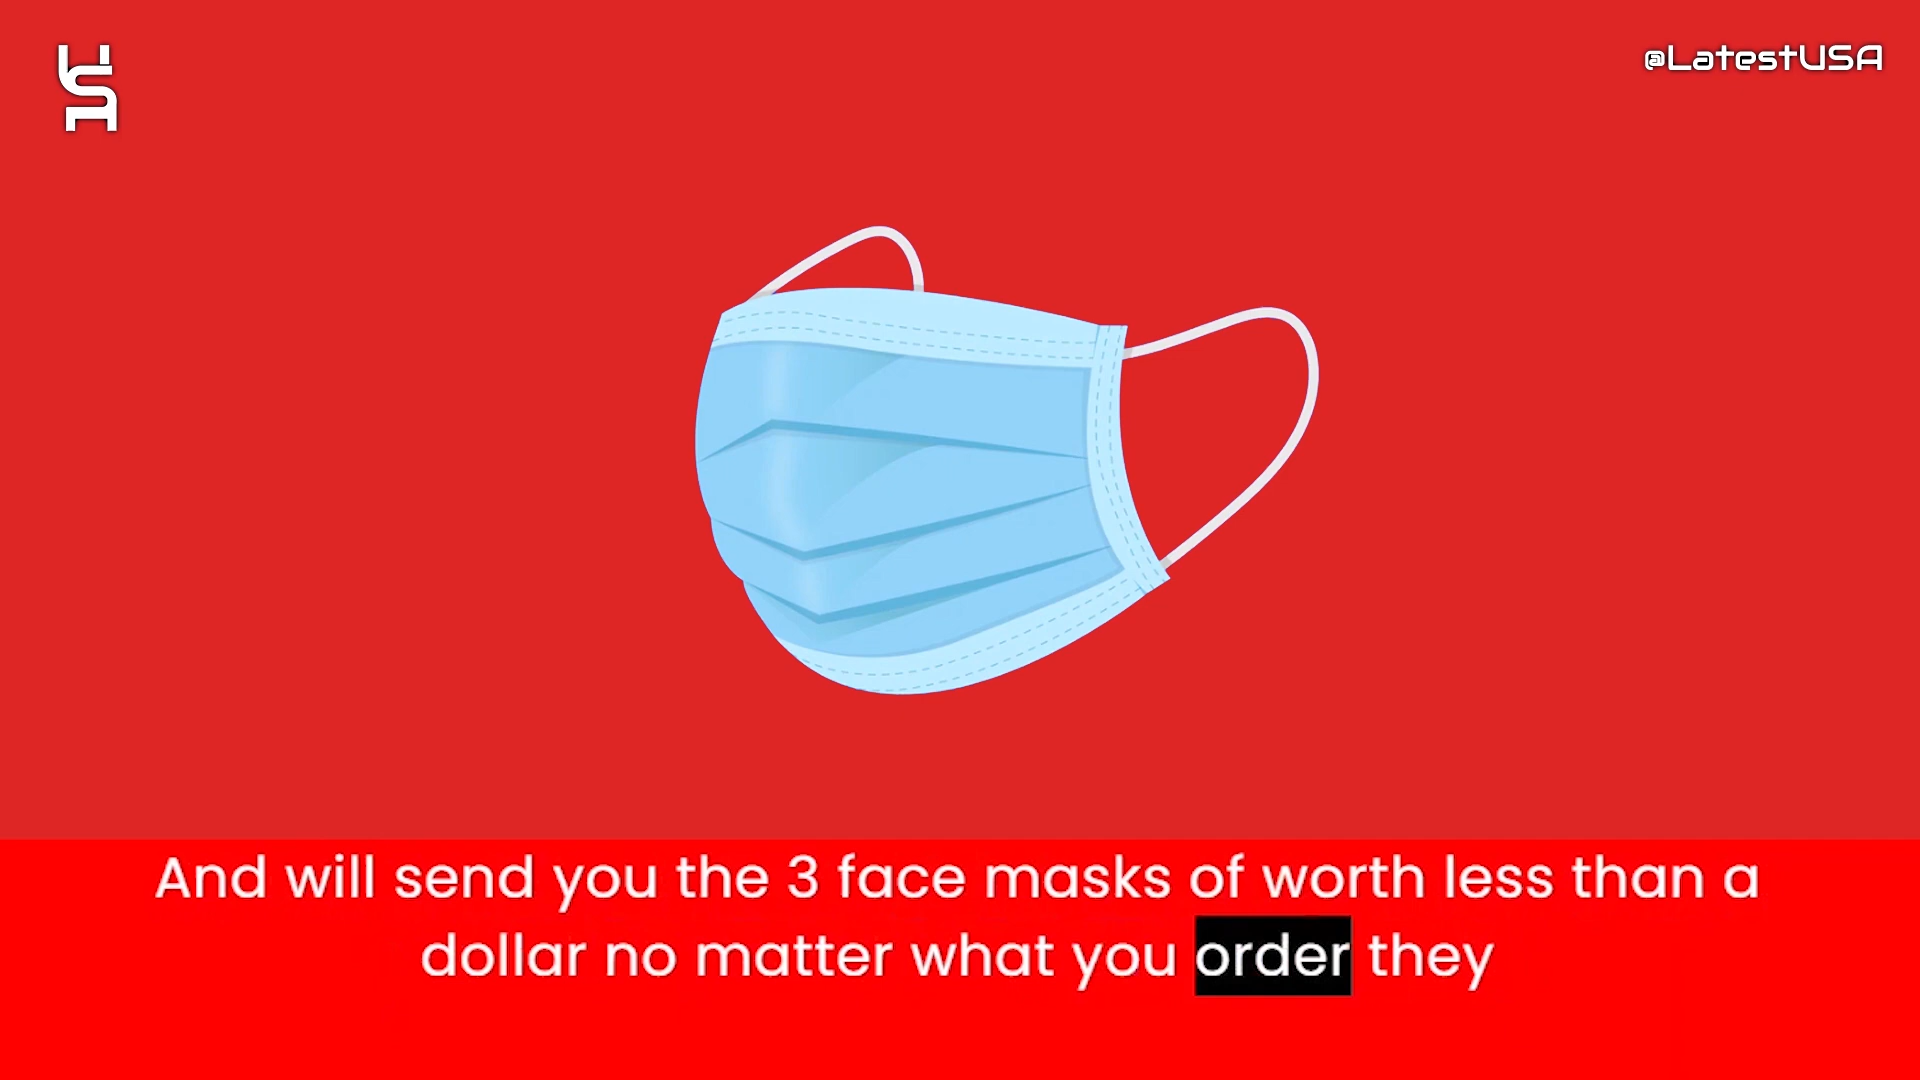 USA
@LatestUSA
And will send you the 3 face masks of worth less than a
dollar no matter what you order they